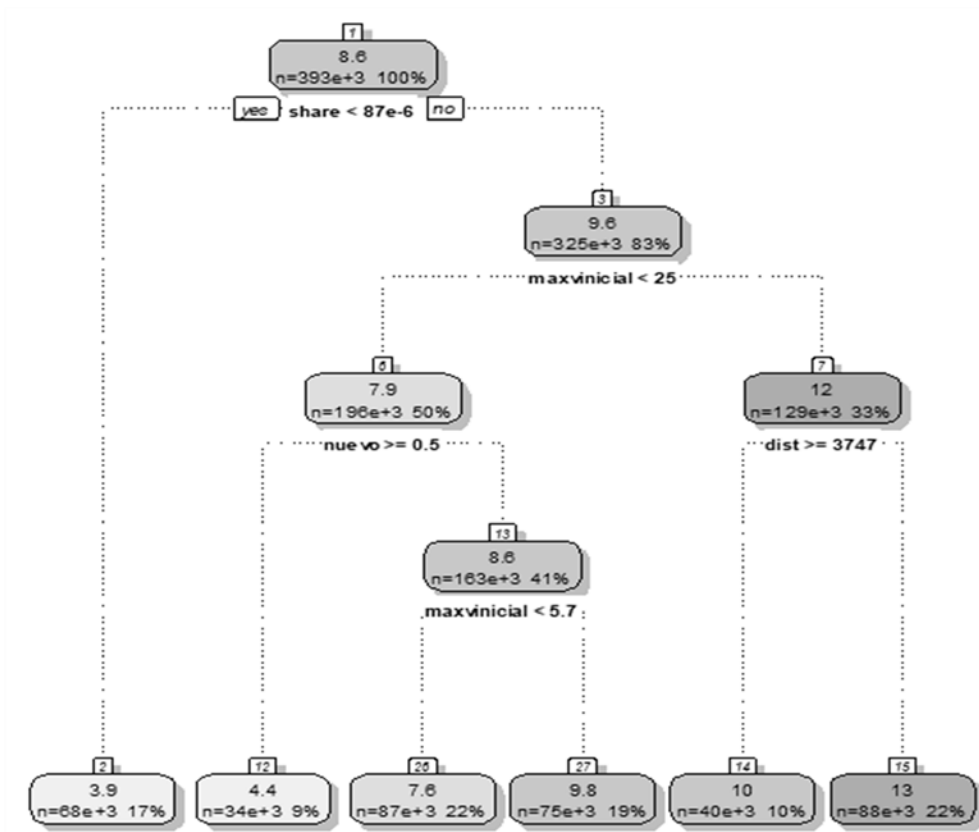 1
8.6
n=393e+3 100%
yes share < 87e-6 no
3
9.6
n=325e+3 83%
maxvinicial < 25
6
7.9
n=196e+3 50%
7
12
n=129e+3 33%
nuevo >= 0.5
dist >= 3747
13
8.6
n=163e+3 41%
maxvinicial < 5.7
2
3.9
n=68e+3 17%
12
4.4
n=34e+3 9%
26
7.6
n=87e+3 22%
27
9.8
n=75e+3 19%
14
10
n=40e+3 10%
15
13
n=88e+3 22%